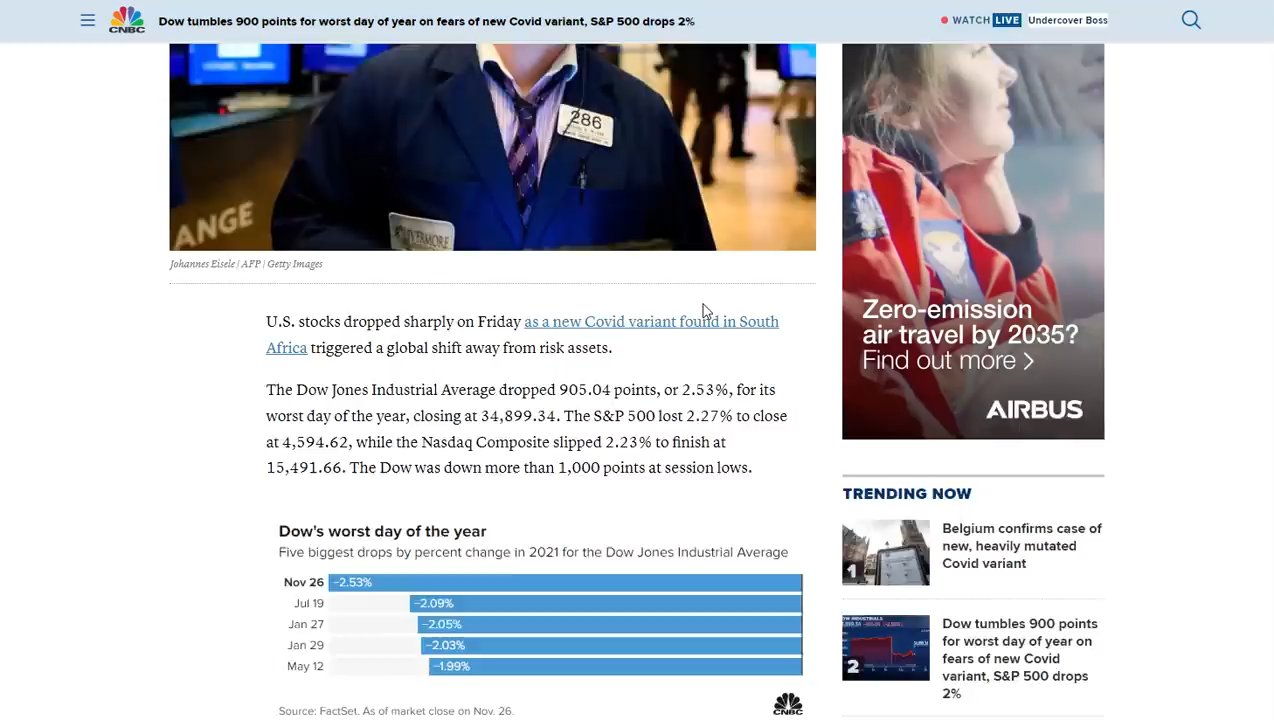 CNBC
Dow tumbles 900 points for worst day of year on fears of new Covid variant, S&P 500 drops 2%
WATCH LIVE Undercover Boss
286
ANGE
Johannes Eisele | AFP | Getty Images
U.S. stocks dropped sharply on Friday as a new Covid variant found in South
Africa triggered a global shift away from risk assets.
The Dow Jones Industrial Average dropped 905.04 points, or 2.53%, for its
worst day of the year, closing at 34,899.34. The S&P 500 lost 2.27% to close
at 4,594.62, while the Nasdaq Composite slipped 2.23% to finish at
15,491.66. The Dow was down more than 1,000 points at session lows.
Dow's worst day of the year
Five biggest drops by percent change in 2021 for the Dow Jones Industrial Average
Nov 26 −2.53%
Jul 19 −2.09%
Jan 27 −2.05%
Jan 29 −2.03%
May 12 −1.99%
CNBC
Source: FactSet. As of market close on Nov. 26.
Zero-emission
air travel by 2035?
Find out more >
AIRBUS
TRENDING NOW
1
Belgium confirms case of
new, heavily mutated
Covid variant
2
Dow tumbles 900 points
for worst day of year on
fears of new Covid
variant, S&P 500 drops
2%